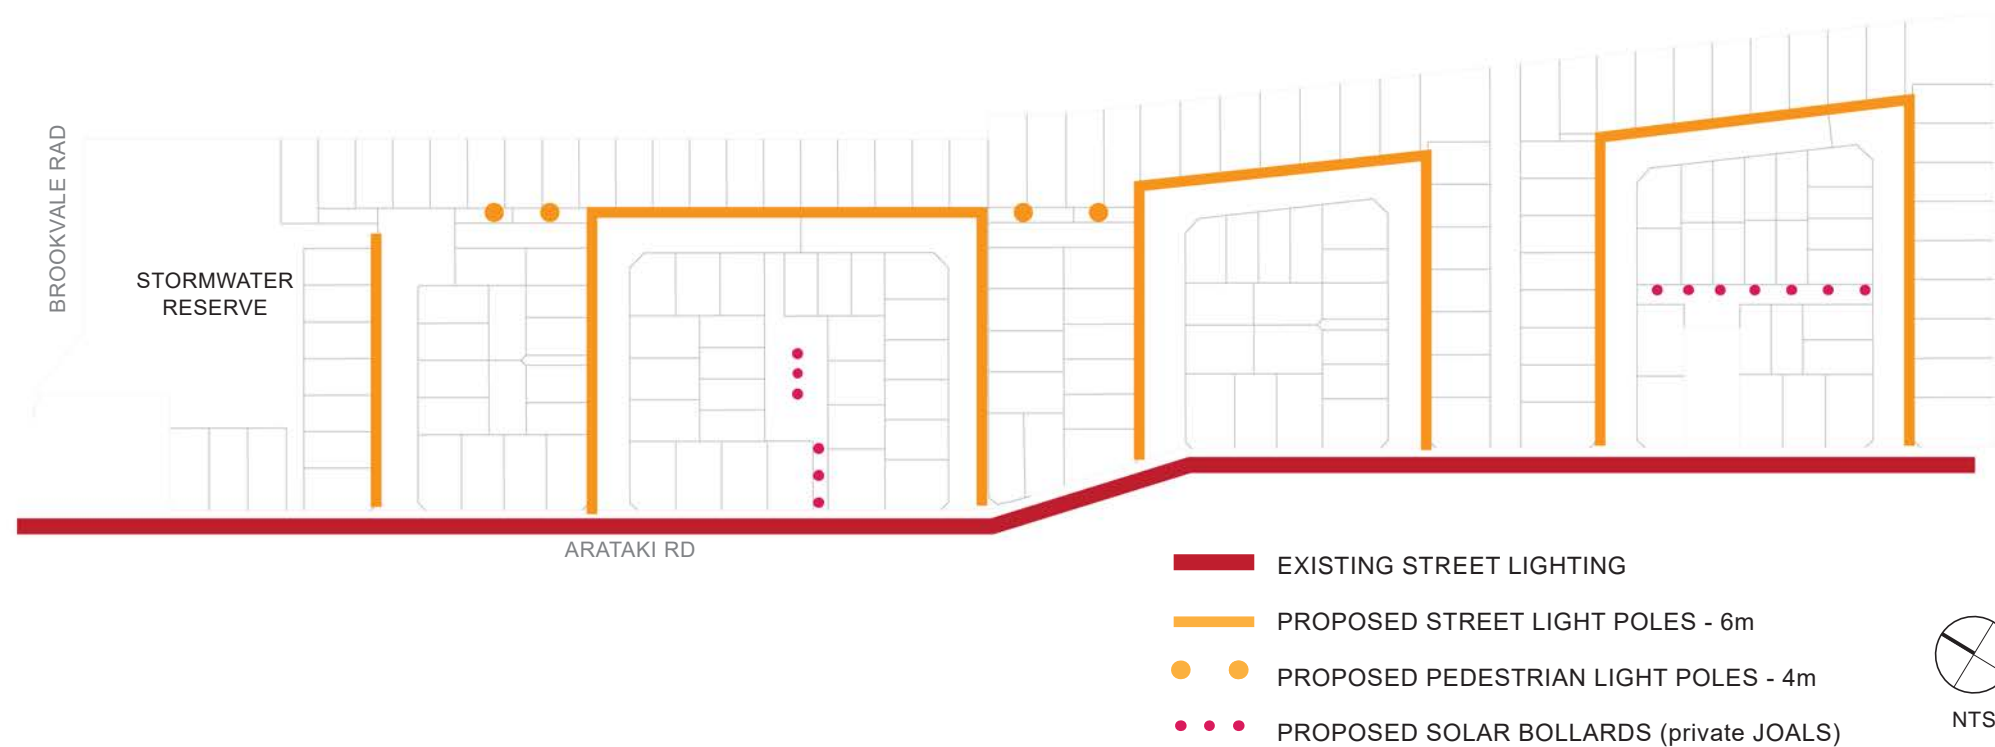 BROOKVALE RAD
STORMWATER
RESERVE
ARATAKI RD
EXISTING STREET LIGHTING
PROPOSED STREET LIGHT POLES - 6m
PROPOSED PEDESTRIAN LIGHT POLES - 4m
PROPOSED SOLAR BOLLARDS (private JOALS)
NTS